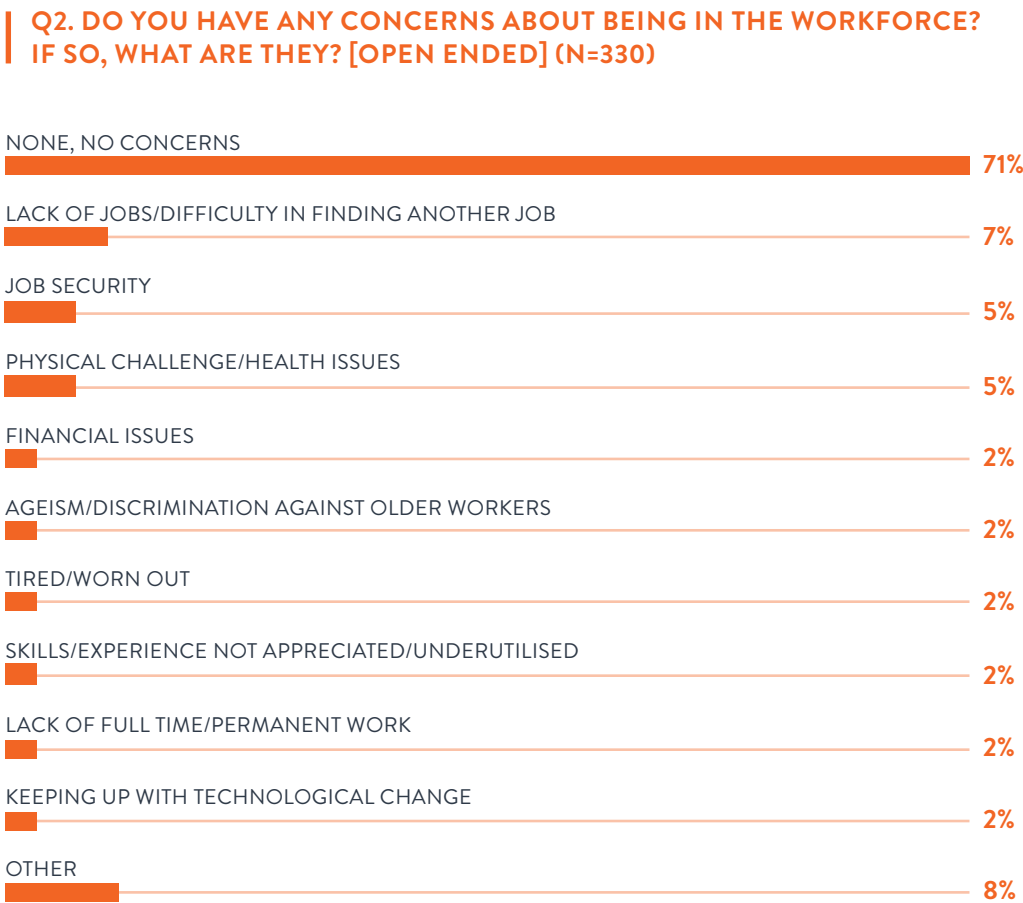 Q2. DO YOU HAVE ANY CONCERNS ABOUT BEING IN THE WORKFORCE?
IF SO, WHAT ARE THEY? [OPEN ENDED] (N=330)
NONE, NO CONCERNS
71%
LACK OF JOBS/DIFFICULTY IN FINDING ANOTHER JOB
7%
JOB SECURITY
5%
PHYSICAL CHALLENGE/HEALTH ISSUES
5%
FINANCIAL ISSUES
2%
AGEISM/DISCRIMINATION AGAINST OLDER WORKERS
2%
TIRED/WORN OUT
2%
SKILLS/EXPERIENCE NOT APPRECIATED/UNDERUTILISED
2%
LACK OF FULL TIME/PERMANENT WORK
2%
KEEPING UP WITH TECHNOLOGICAL CHANGE
2%
OTHER
8%